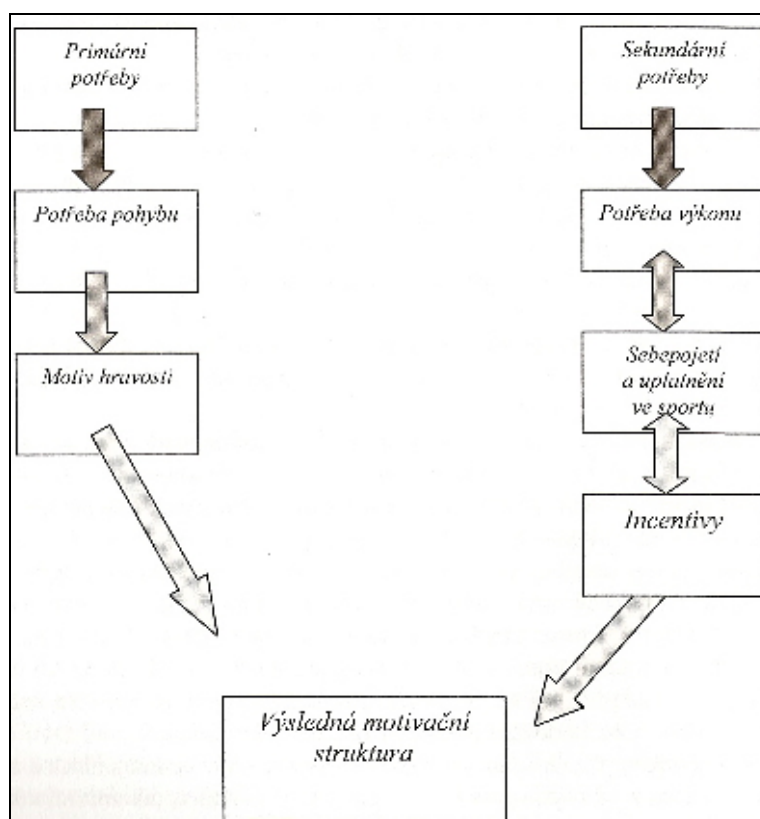 Primární
potřeby
Potřeba pohybu
Motiv hravosti
Sekundární
potřeby
Potřeba výkonu
Sebepojetí
a uplatnění
ve sportu
Incentivy
Výsledná motivační
struktura